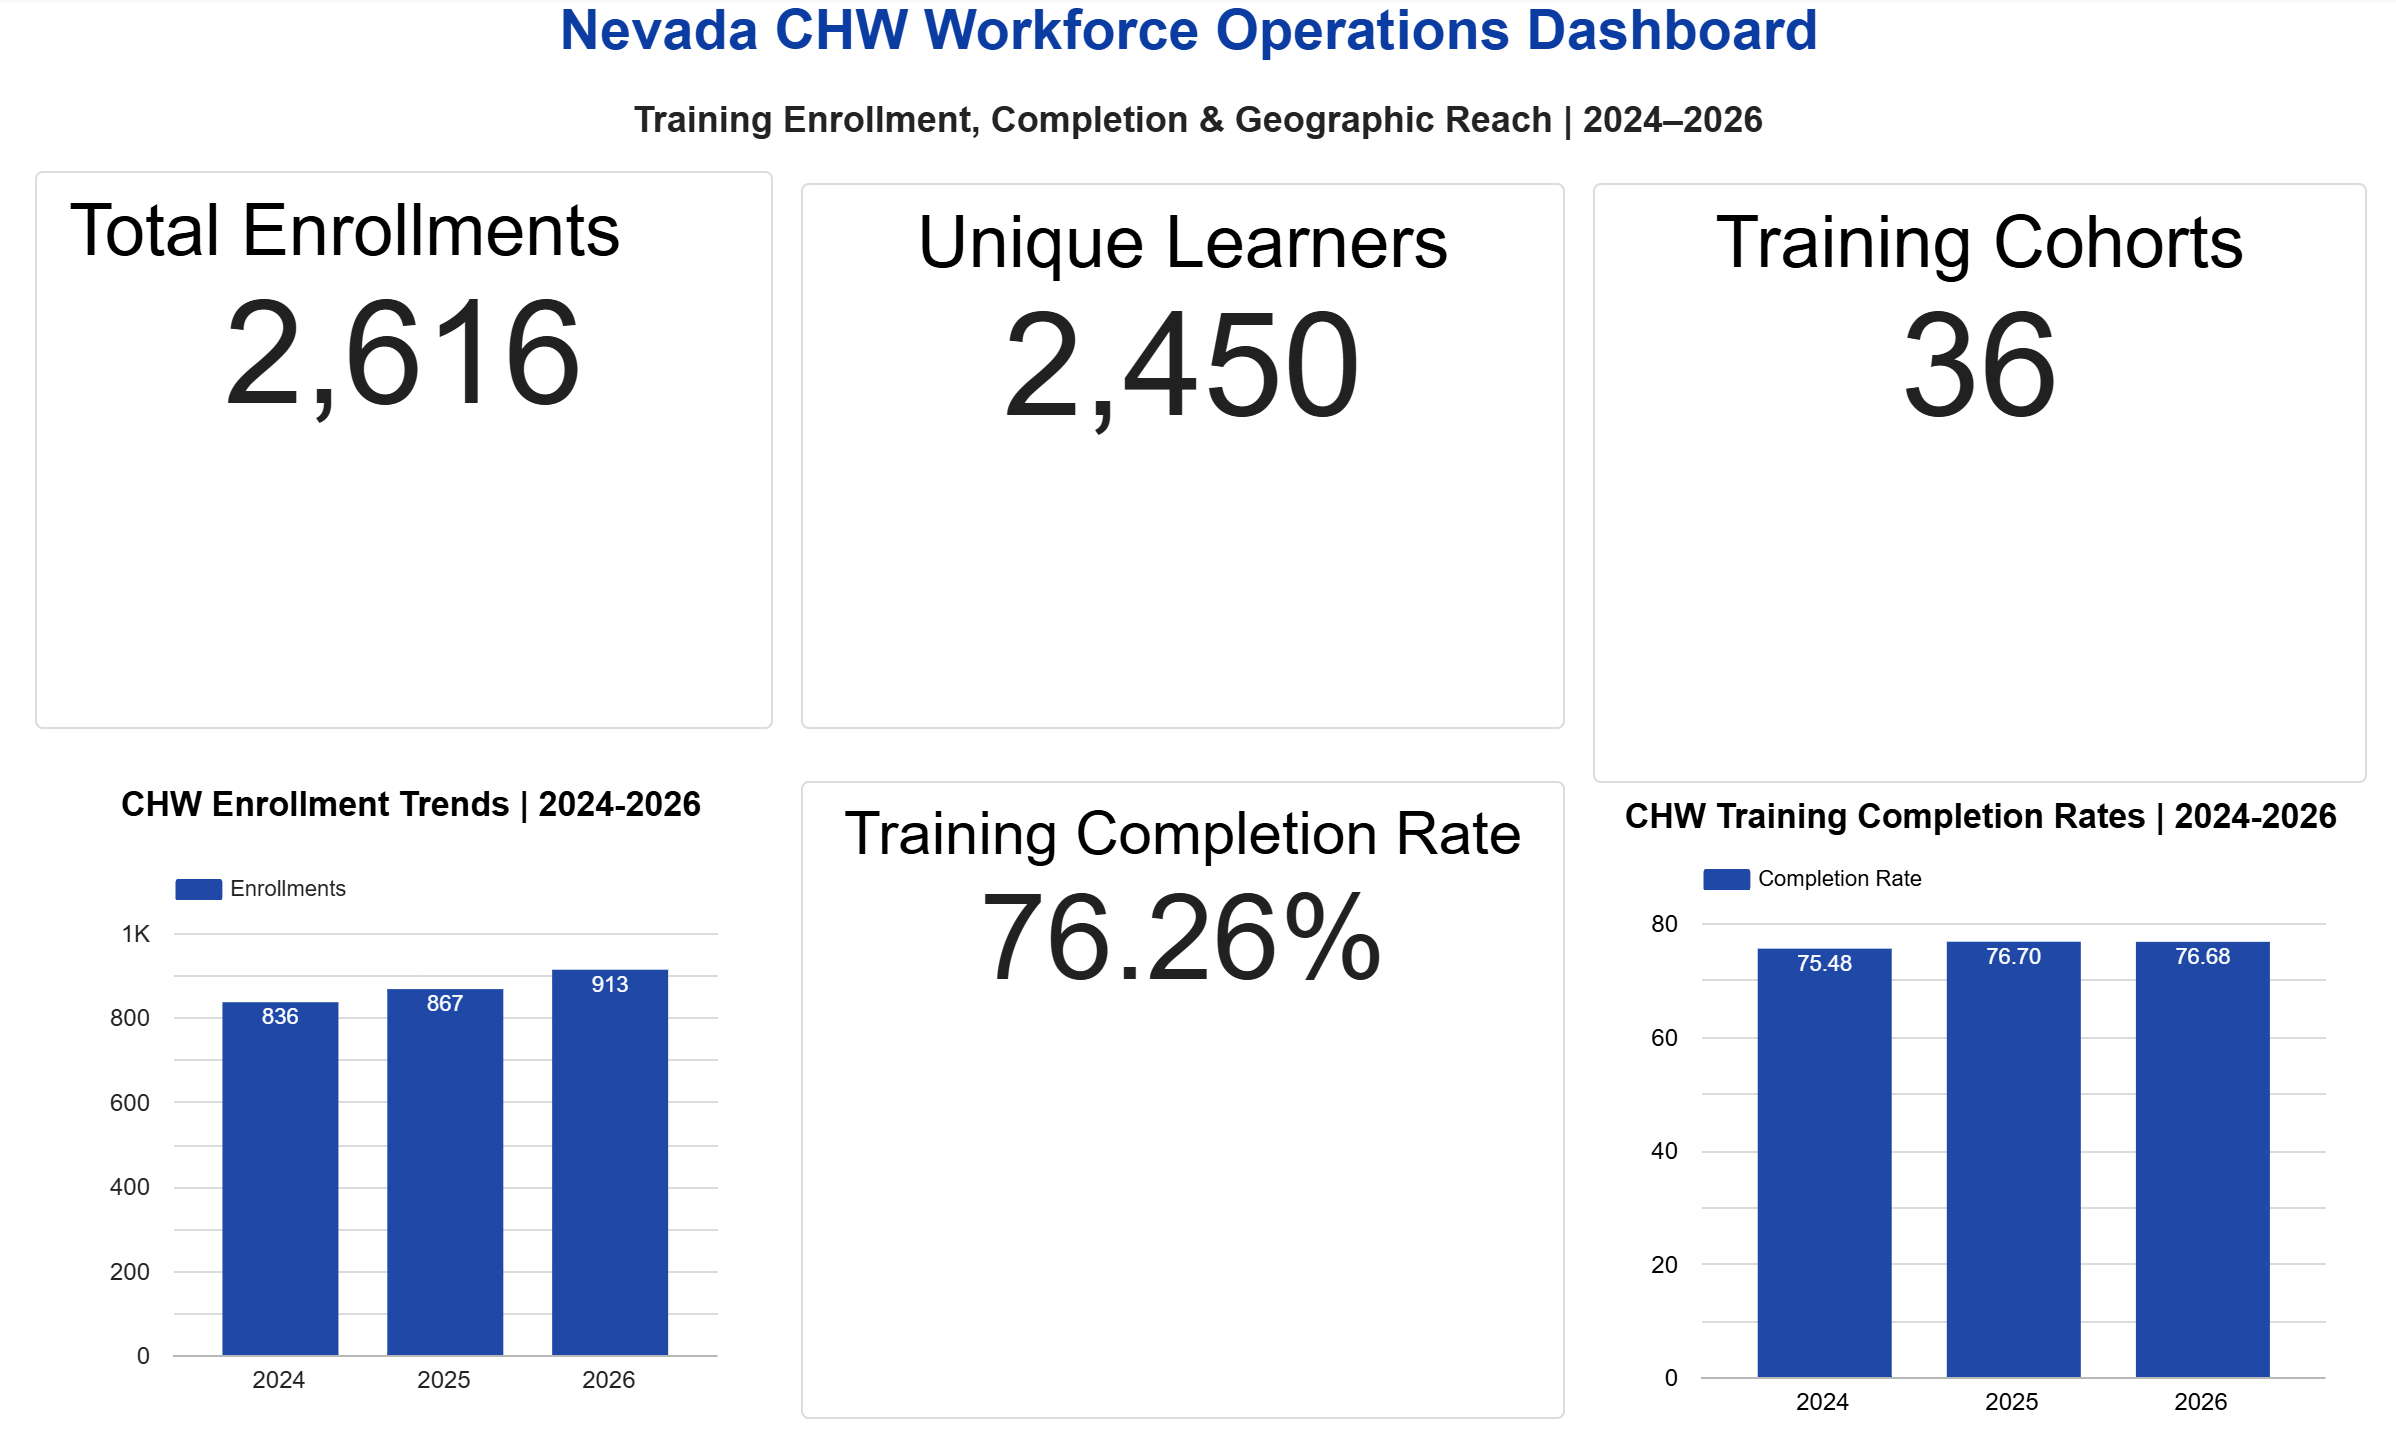 Nevada CHW Workforce Operations Dashboard
Training Enrollment, Completion & Geographic Reach | 2024–2026
Total Enrollments
2,616
Unique Learners
2,450
Training Cohorts
36
CHW Enrollment Trends | 2024-2026
Enrollments
1K
800
600
400
200
0
836
867
913
2024
2025
2026
Training Completion Rate
76.26%
CHW Training Completion Rates | 2024-2026
Completion Rate
80
60
40
20
0
75.48
76.70
76.68
2024
2025
2026